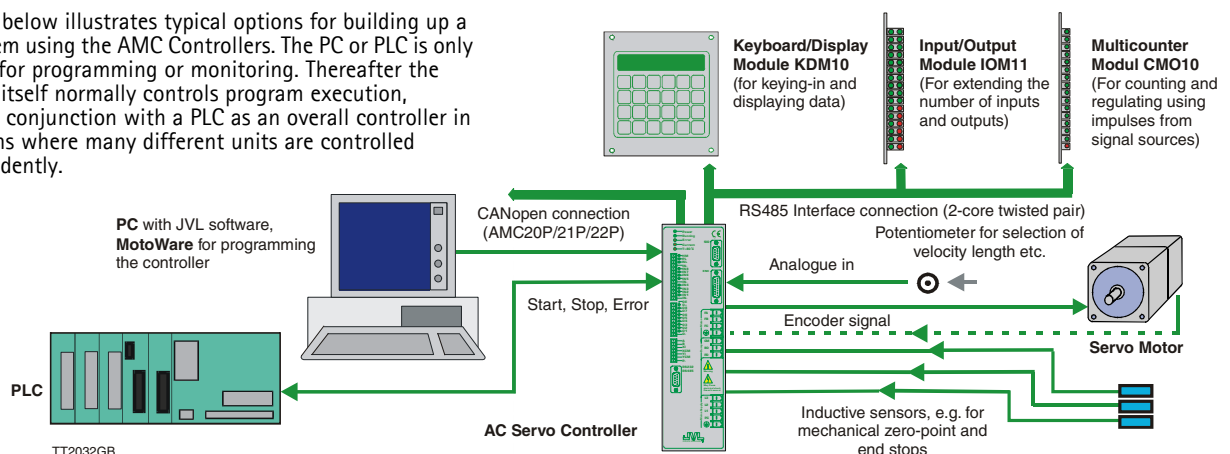 below illustrates typical options for building up a
em using the AMC Controllers. The PC or PLC is only
for programming or monitoring. Thereafter the
itself normally controls program execution,
conjunction with a PLC as an overall controller in
ns where many different units are controlled
dently.
Keyboard/Display
Module KDM10
(for keying-in and
displaying data)
Input/Output
Module IOM11
(For extending the
number of inputs
and outputs)
Multicounter
Modul CMO10
(For counting and
regulating using
impulses from
signal sources)
PC with JVL software,
MotoWare for programming
the controller
CANopen connection
(AMC20P/21P/22P)
RS485 Interface connection (2-core twisted pair)
Potentiometer for selection of
velocity length etc.
Analogue in
Start, Stop, Error
Encoder signal
Servo Motor
PLC
AC Servo Controller
JVL
Inductive sensors, e.g. for
mechanical zero-point and
end stops
TT2032GB